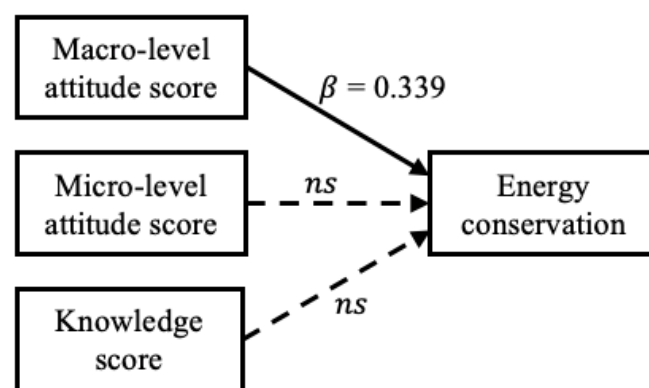 Macro-level
attitude score
β = 0.339
Micro-level
attitude score
ns
Energy
conservation
Knowledge
score
ns